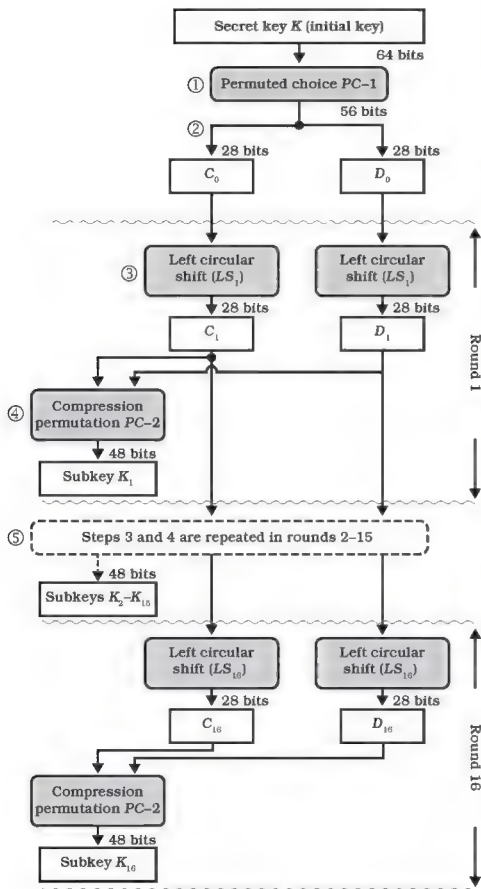 Secret key K (initial key)
64 bits
① Permuted choice PC-1
56 bits
②
28 bits 28 bits
C₀ D₀
③
Left circular shift (LS₁)
Left circular shift (LS₁)
28 bits 28 bits
C₁ D₁
Round 1
④
Compression
permutation PC-2
48 bits
Subkey K₁
⑤ Steps 3 and 4 are repeated in rounds 2–15
48 bits
Subkeys K₂–K₁₅
Left circular shift (LS₁₆)
Left circular shift (LS₁₆)
28 bits 28 bits
C₁₆ D₁₆
Round 16
Compression
permutation PC-2
48 bits
Subkey K₁₆